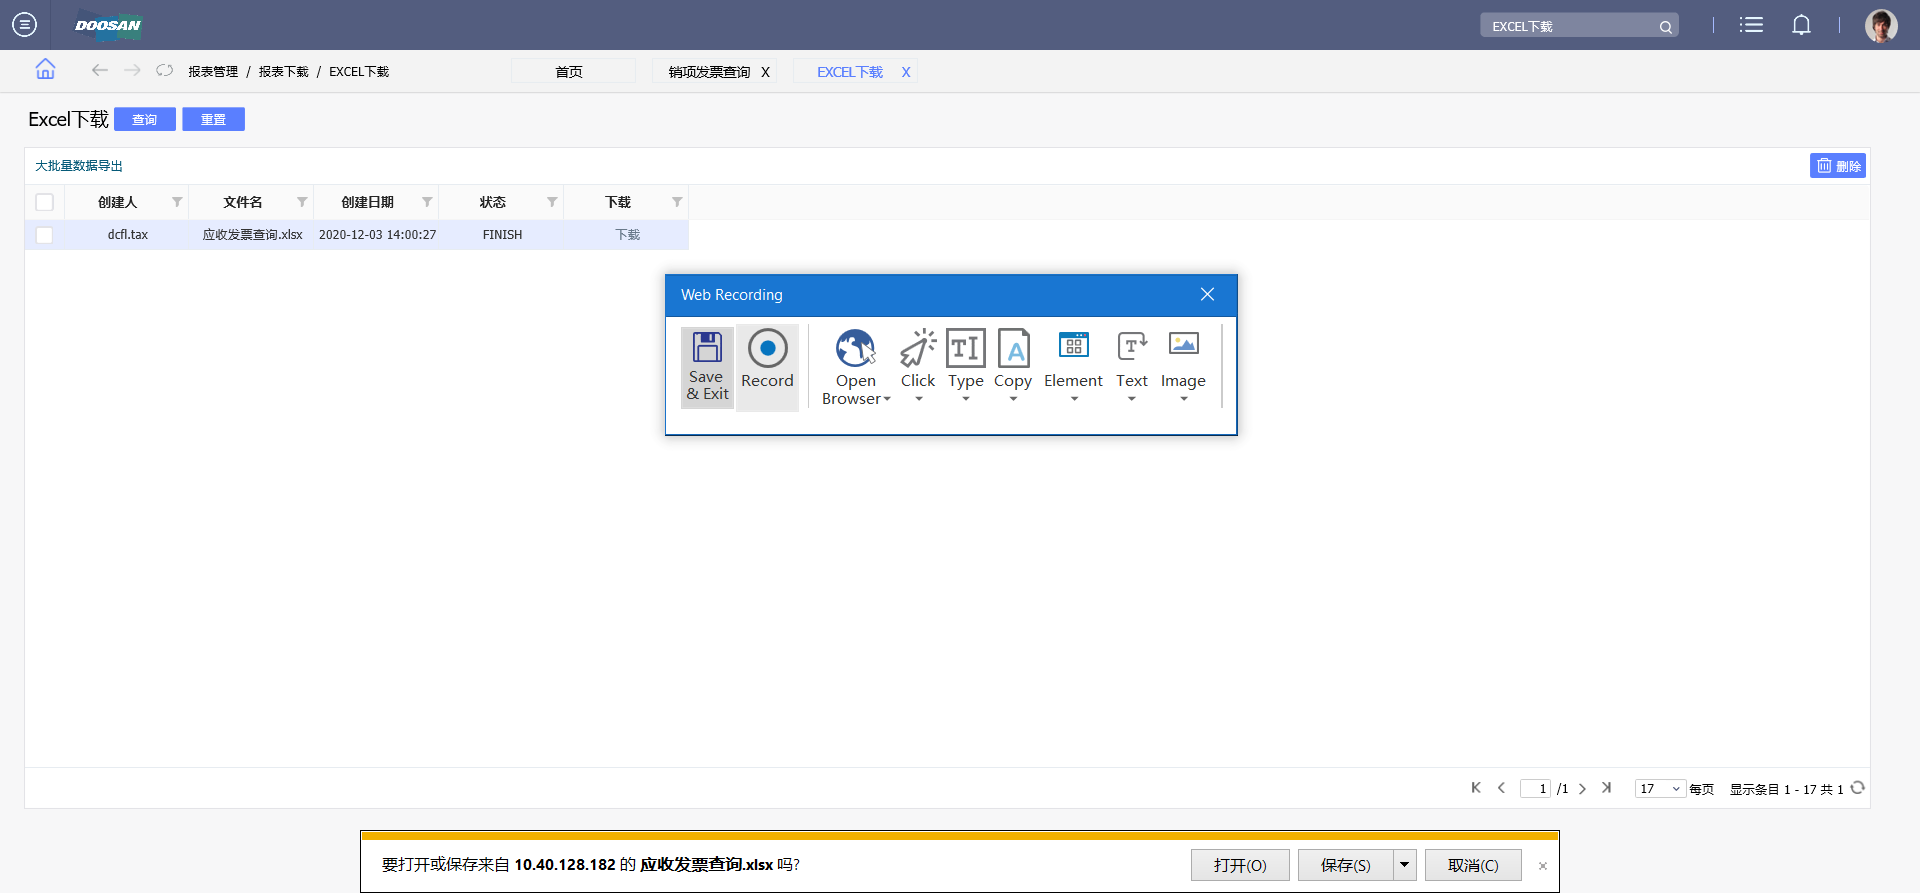 DOOSAN
EXCEL下载
报表管理 / 报表下载 / EXCEL下载
首页
销项发票查询 X
EXCEL下载 X
Excel下载 查询 重置
大批量数据导出
删除
创建人 文件名 创建日期 状态 下载
dcfl.tax 应收发票查询.xlsx 2020-12-03 14:00:27 FINISH 下载
Web Recording
Save & Exit
Record
Open Browser
Click
Type
Copy
Element
Text
Image
1 /1 17 每页 显示条目 1 - 17 共 1
要打开或保存来自 10.40.128.182 的 应收发票查询.xlsx 吗?
打开(O) 保存(S) 取消(C) ×